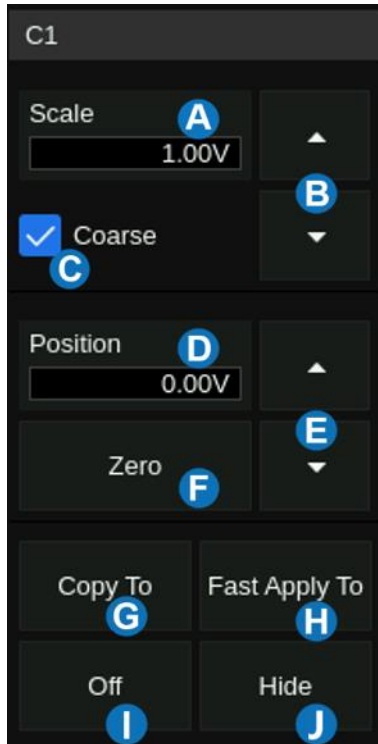 C1
Scale
A
1.00V
B
Coarse
C
Position
D
0.00V
E
Zero
F
Copy To
G
Fast Apply To
H
Off
I
Hide
J